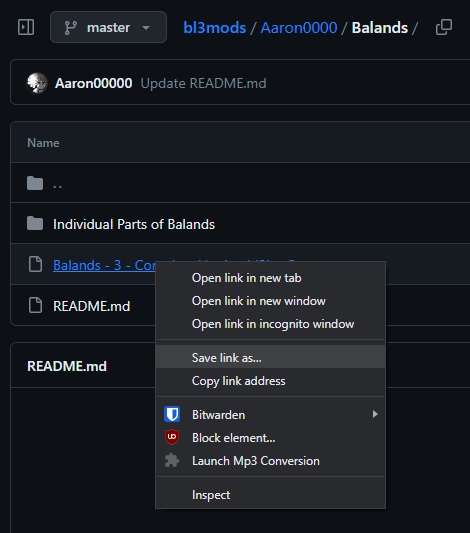 master
bl3mods / Aaron0000 / Balands /
Aaron00000 Update README.md
Name
..
Individual Parts of Balands
Balands - 3 -
README.md
README.md
Open link in new tab
Open link in new window
Open link in incognito window
Save link as...
Copy link address
Bitwarden
Block element...
Launch Mp3 Conversion
Inspect